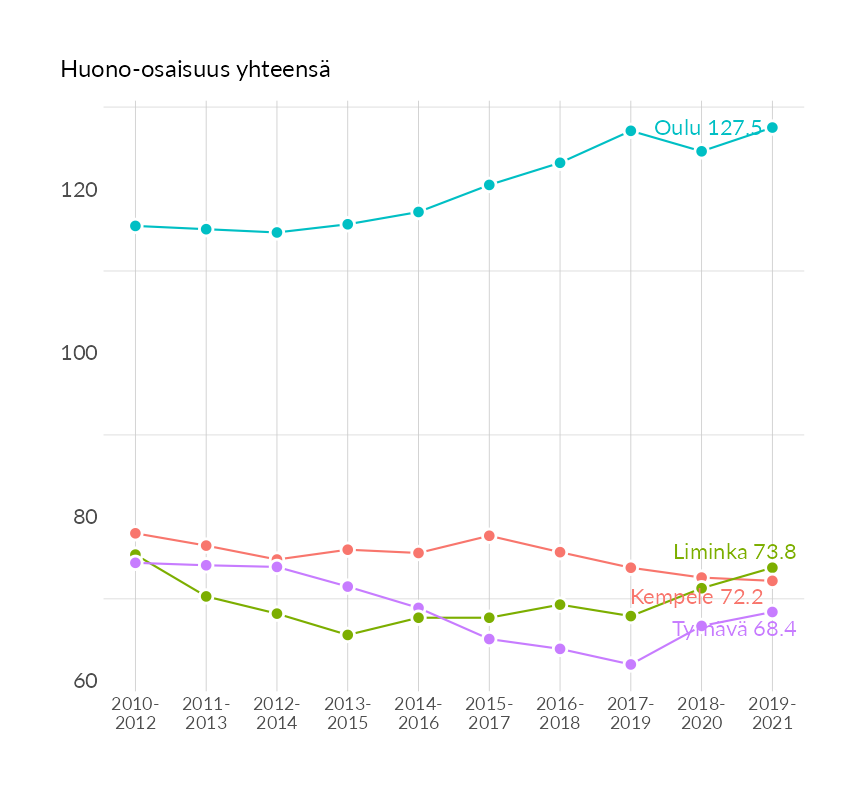 Huono-osaisuus yhteensä
Oulu 127.5
120
100
80
Liminka 73.8
Kempele 72.2
Tyrnävä 68.4
60
2010- 2011- 2012- 2013- 2014- 2015- 2016- 2017- 2018- 2019-
2012 2013 2014 2015 2016 2017 2018 2019 2020 2021